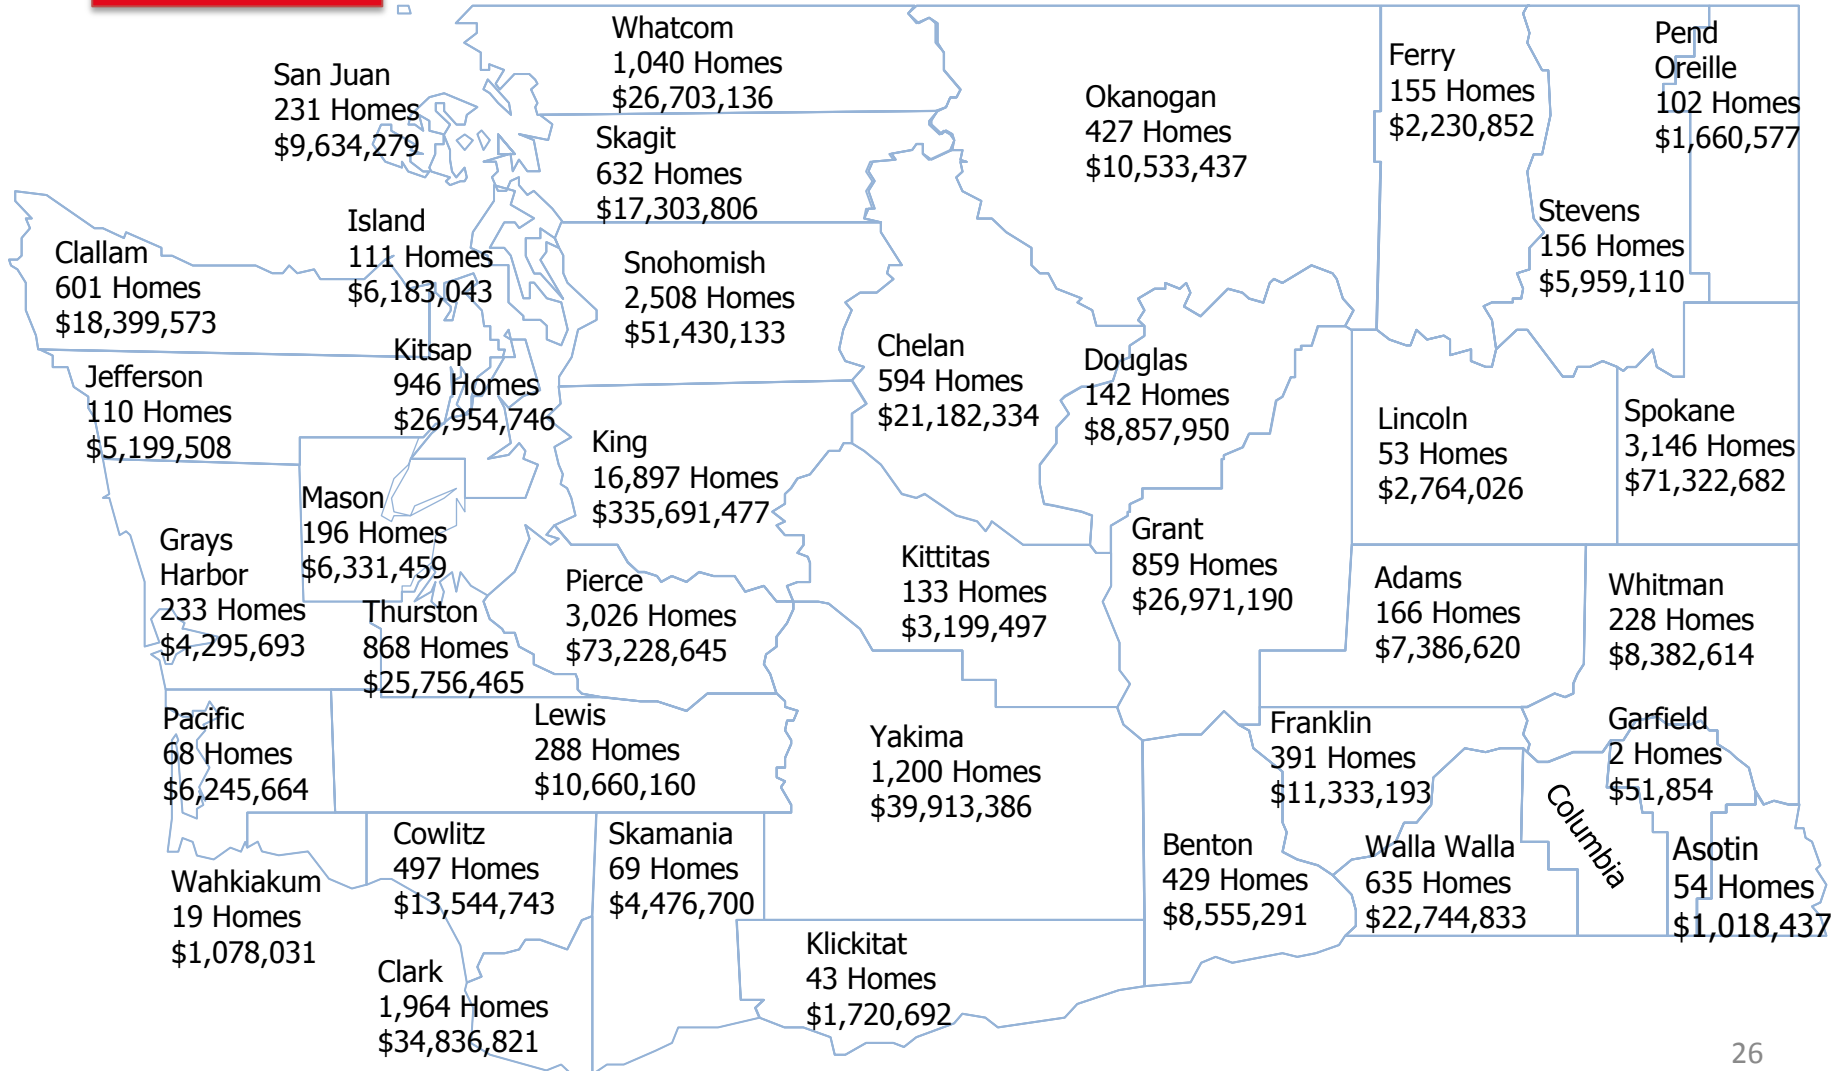 Whatcom
1,040 Homes
$26,703,136
San Juan
231 Homes
$9,634,279
Skagit
632 Homes
$17,303,806
Okanogan
427 Homes
$10,533,437
Ferry
155 Homes
$2,230,852
Pend
Oreille
102 Homes
$1,660,577
Stevens
156 Homes
$5,959,110
Island
111 Homes
$6,183,043
Clallam
601 Homes
$18,399,573
Snohomish
2,508 Homes
$51,430,133
Kitsap
946 Homes
$26,954,746
Chelan
594 Homes
$21,182,334
Douglas
142 Homes
$8,857,950
Jefferson
110 Homes
$5,199,508
Lincoln
53 Homes
$2,764,026
Spokane
3,146 Homes
$71,322,682
King
16,897 Homes
$335,691,477
Mason
196 Homes
$6,331,459
Grays
Harbor
233 Homes
$4,295,693
Thurston
868 Homes
$25,756,465
Pierce
3,026 Homes
$73,228,645
Kittitas
133 Homes
$3,199,497
Grant
859 Homes
$26,971,190
Adams
166 Homes
$7,386,620
Whitman
228 Homes
$8,382,614
Pacific
68 Homes
$6,245,664
Lewis
288 Homes
$10,660,160
Yakima
1,200 Homes
$39,913,386
Franklin
391 Homes
$11,333,193
Garfield
2 Homes
$51,854
Columbia
Cowlitz
497 Homes
$13,544,743
Skamania
69 Homes
$4,476,700
Benton
429 Homes
$8,555,291
Walla Walla
635 Homes
$22,744,833
Asotin
54 Homes
$1,018,437
Wahkiakum
19 Homes
$1,078,031
Clark
1,964 Homes
$34,836,821
Klickitat
43 Homes
$1,720,692
26